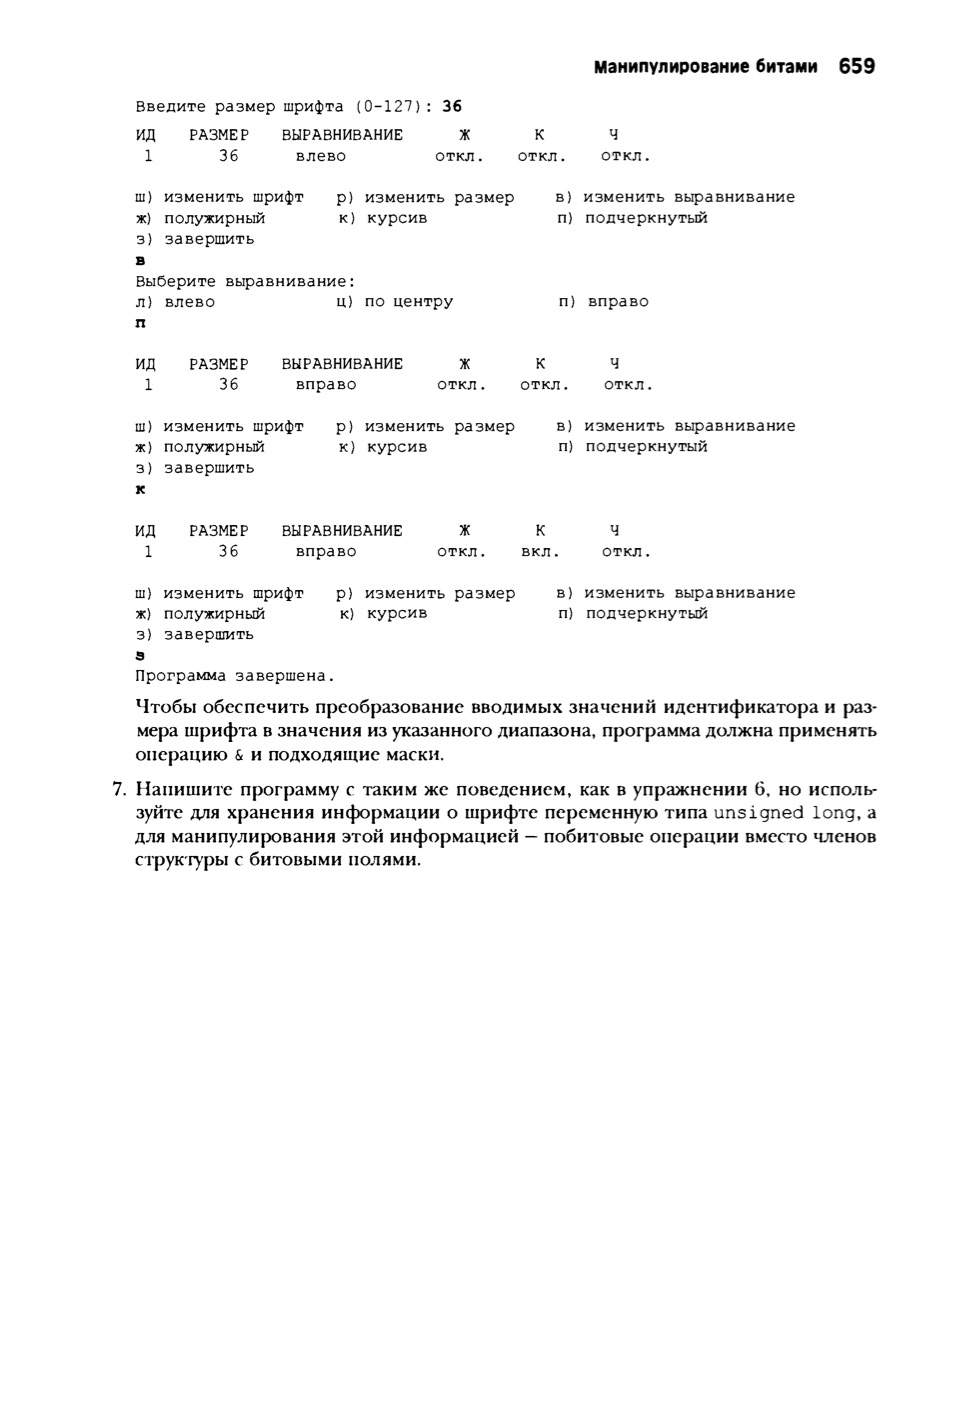 Манипулирование битами 659
Введите размер шрифта (0-127): 36
ИД РАЗМЕР ВЫРАВНИВАНИЕ Ж К Ч
1 36 влево откл. откл. откл.
ш) изменить шрифт р) изменить размер в) изменить выравнивание
ж) полужирный к) курсив п) подчеркнутый
з) завершить
в
Выберите выравнивание:
л) влево ц) по центру п) вправо
п
ИД РАЗМЕР ВЫРАВНИВАНИЕ Ж К Ч
1 36 вправо откл. откл. откл.
ш) изменить шрифт р) изменить размер в) изменить выравнивание
ж) полужирный к) курсив п) подчеркнутый
з) завершить
к
ИД РАЗМЕР ВЫРАВНИВАНИЕ Ж К Ч
1 36 вправо откл. вкл. откл.
ш) изменить шрифт р) изменить размер в) изменить выравнивание
ж) полужирный к) курсив п) подчеркнутый
з) завершить
з
Программа завершена.
Чтобы обеспечить преобразование вводимых значений идентификатора и раз-
мера шрифта в значения из указанного диапазона, программа должна применять
операцию & и подходящие маски.
7. Напишите программу с таким же поведением, как в упражнении 6, но исполь-
зуйте для хранения информации о шрифте переменную типа unsigned long, а
для манипулирования этой информацией — побитовые операции вместо членов
структуры с битовыми полями.